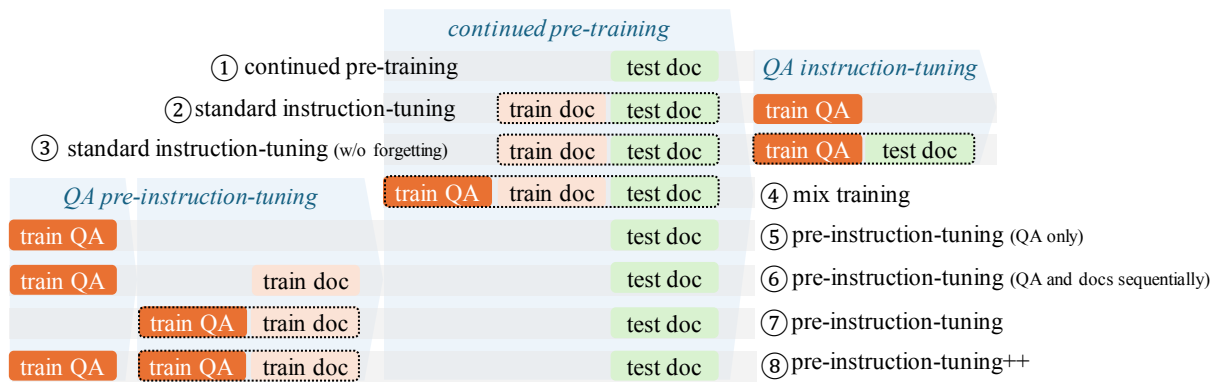 continued pre-training
① continued pre-training test doc QA instruction-tuning
② standard instruction-tuning train doc test doc train QA
③ standard instruction-tuning (w/o forgetting) train doc test doc train QA test doc
QA pre-instruction-tuning train QA train doc test doc ④ mix training
train QA test doc ⑤ pre-instruction-tuning (QA only)
train QA train doc test doc ⑥ pre-instruction-tuning (QA and docs sequentially)
train QA train doc test doc ⑦ pre-instruction-tuning
train QA train QA train doc test doc ⑧ pre-instruction-tuning++